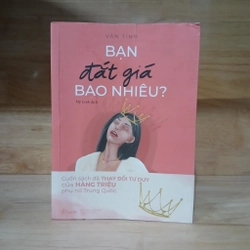 BẠN
đắt giá
BAO NHIÊU?
Cuốn sách đã THAY ĐỔI TƯ DUY
của HÀNG TRIỆU
phụ nữ Trung Quốc